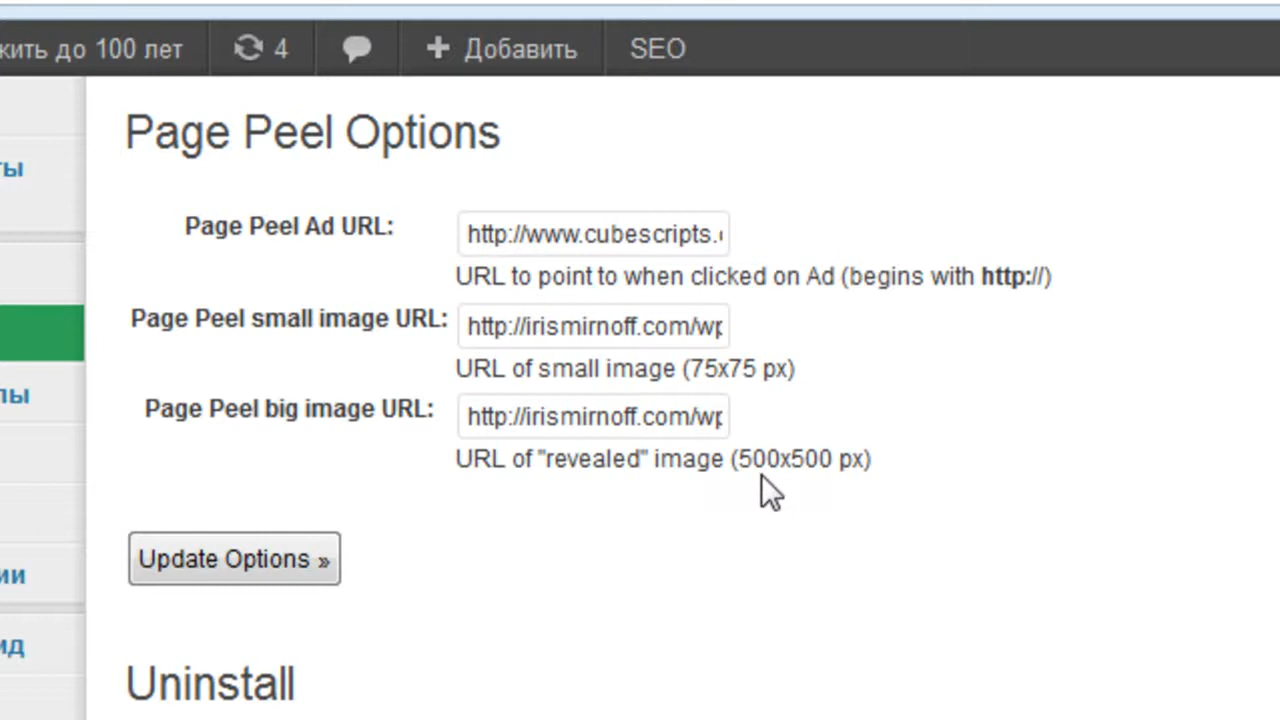 жить до 100 лет 4 Добавить SEO
Page Peel Options
ты
Page Peel Ad URL: http://www.cubescripts.
URL to point to when clicked on Ad (begins with http://)
Page Peel small image URL: http://irismirnoff.com/wp
URL of small image (75x75 px)
лы
Page Peel big image URL: http://irismirnoff.com/wp
URL of "revealed" image (500x500 px)
Update Options »
ии
ид
Uninstall